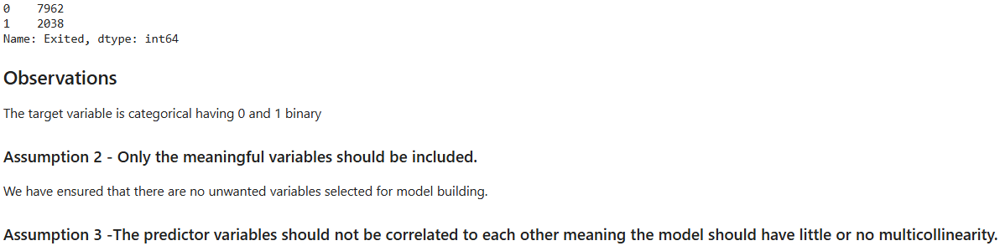 0    7962
1    2038
Name: Exited, dtype: int64
Observations
The target variable is categorical having 0 and 1 binary
Assumption 2 - Only the meaningful variables should be included.
We have ensured that there are no unwanted variables selected for model building.
Assumption 3 -The predictor variables should not be correlated to each other meaning the model should have little or no multicollinearity.